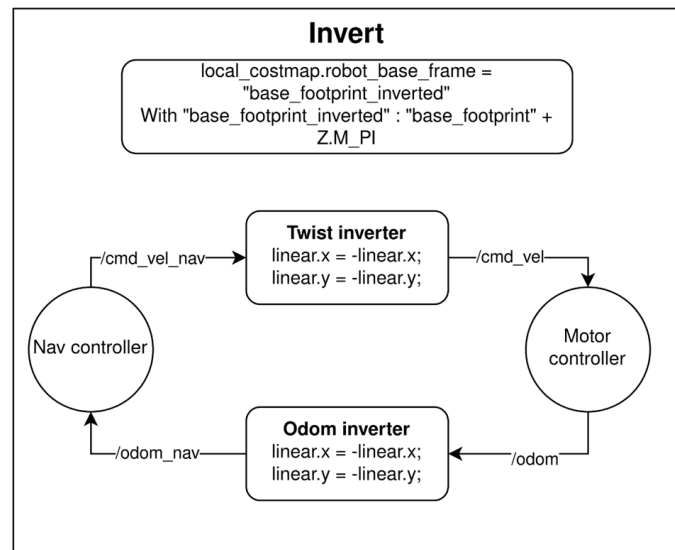 Invert
local_costmap.robot_base_frame =
"base_footprint_inverted"
With "base_footprint_inverted" : "base_footprint" +
Z.M_PI
Twist inverter
linear.x = -linear.x;
linear.y = -linear.y;
/cmd_vel_nav
/cmd_vel
Nav controller
Motor
controller
Odom inverter
linear.x = -linear.x;
linear.y = -linear.y;
/odom_nav
/odom